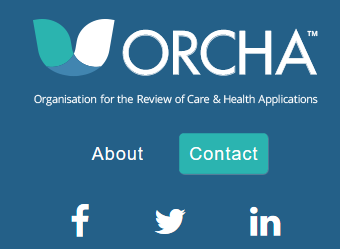 ORCHA™
Organisation for the Review of Care & Health Applications
About Contact